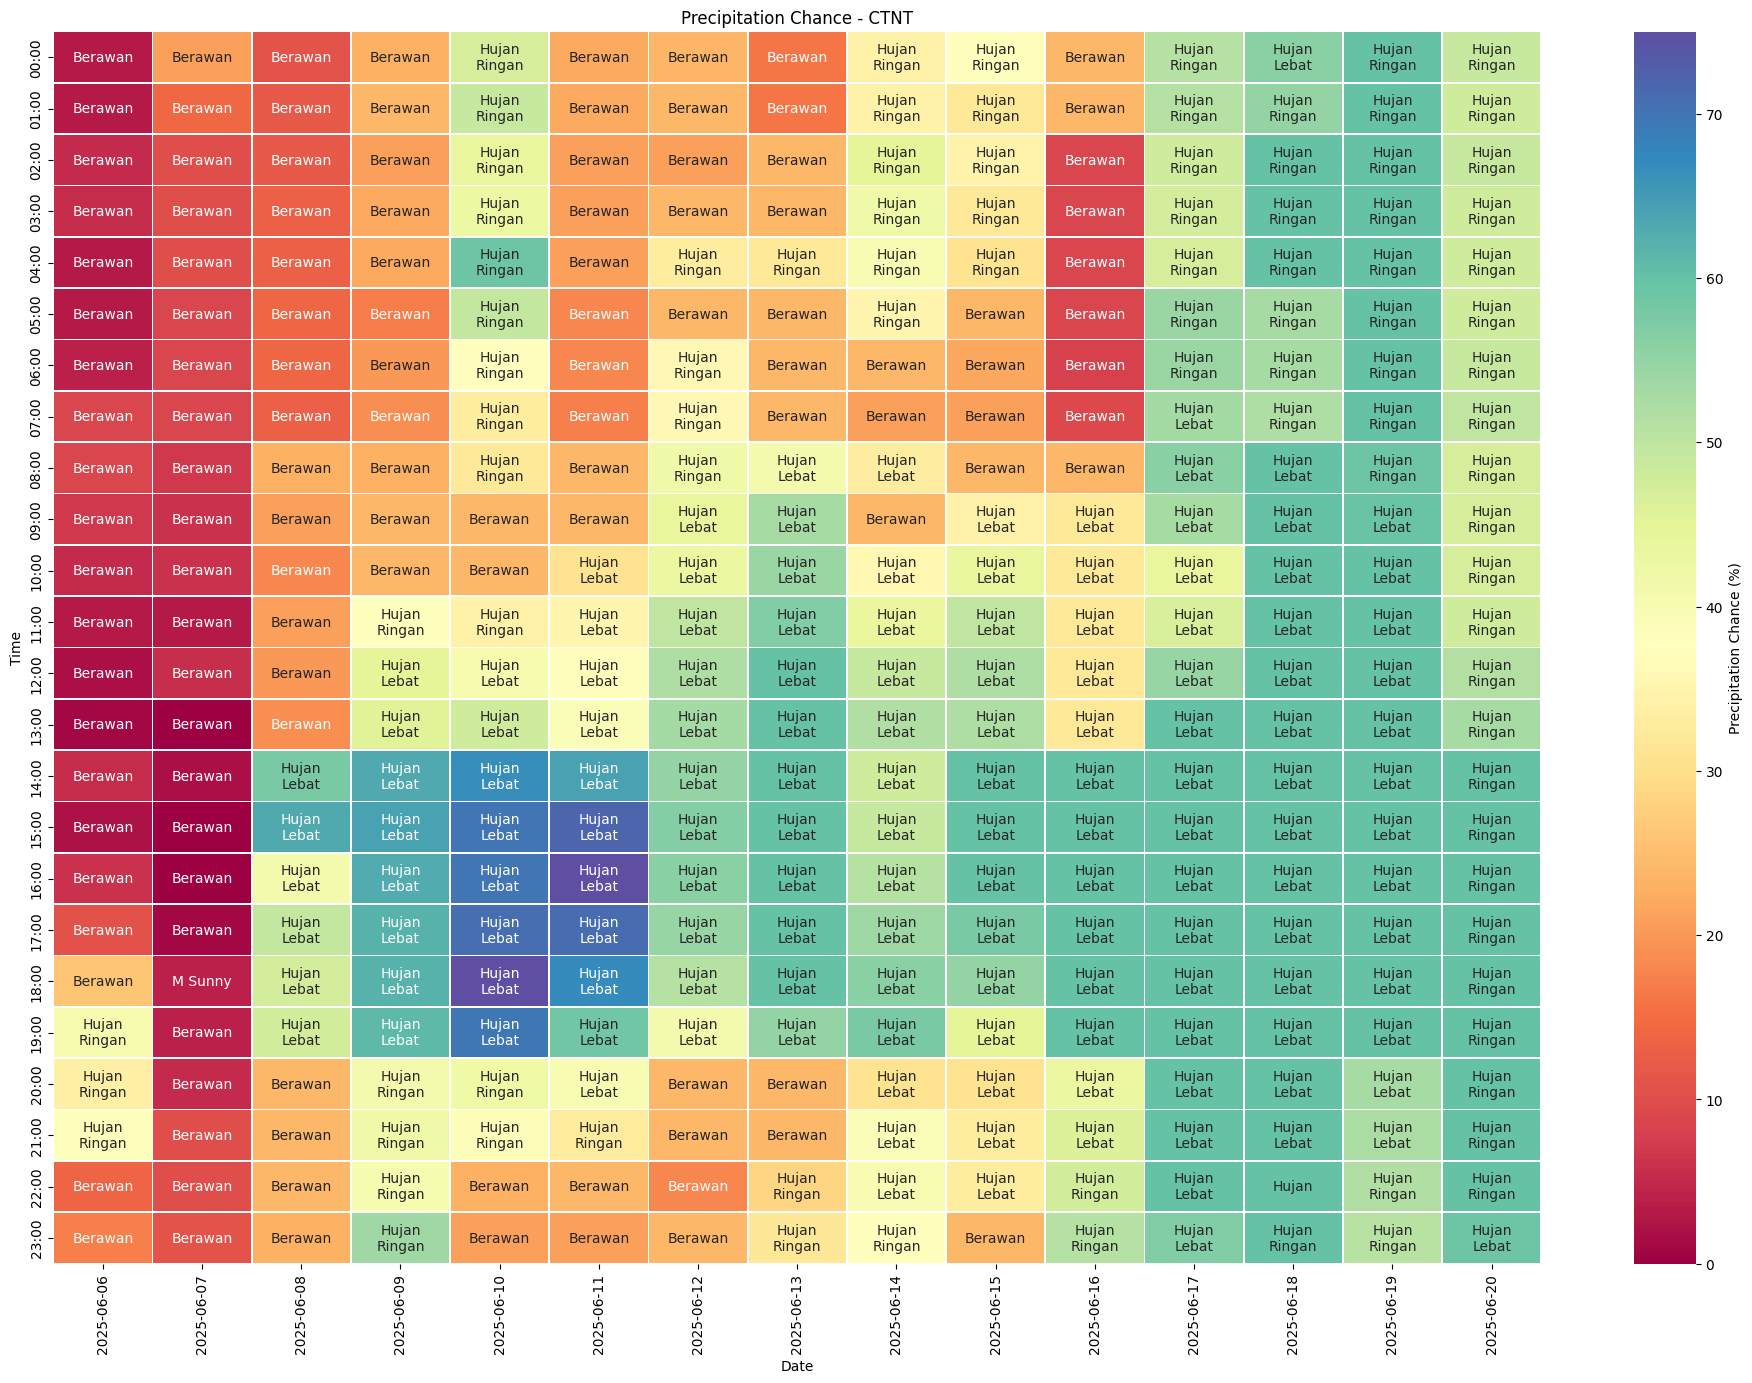 Precipitation Chance - CTNT
00:00 Berawan Berawan Berawan Berawan Hujan Ringan Berawan Berawan Berawan Hujan Ringan Hujan Ringan Berawan Hujan Ringan Hujan Lebat Hujan Ringan Hujan Ringan
01:00 Berawan Berawan Berawan Berawan Hujan Ringan Berawan Berawan Berawan Hujan Ringan Hujan Ringan Berawan Hujan Ringan Hujan Ringan Hujan Ringan Hujan Ringan
02:00 Berawan Berawan Berawan Berawan Hujan Ringan Berawan Berawan Berawan Hujan Ringan Hujan Ringan Berawan Hujan Ringan Hujan Ringan Hujan Ringan Hujan Ringan
03:00 Berawan Berawan Berawan Berawan Hujan Ringan Berawan Berawan Berawan Hujan Ringan Hujan Ringan Berawan Hujan Ringan Hujan Ringan Hujan Ringan Hujan Ringan
04:00 Berawan Berawan Berawan Berawan Hujan Ringan Berawan Hujan Ringan Hujan Ringan Hujan Ringan Hujan Ringan Berawan Hujan Ringan Hujan Ringan Hujan Ringan Hujan Ringan
05:00 Berawan Berawan Berawan Berawan Hujan Ringan Berawan Berawan Berawan Hujan Ringan Berawan Berawan Hujan Ringan Hujan Ringan Hujan Ringan Hujan Ringan
06:00 Berawan Berawan Berawan Berawan Hujan Ringan Berawan Hujan Ringan Berawan Berawan Berawan Berawan Hujan Ringan Hujan Ringan Hujan Ringan Hujan Ringan
07:00 Berawan Berawan Berawan Berawan Hujan Ringan Berawan Hujan Ringan Berawan Berawan Berawan Berawan Hujan Lebat Hujan Ringan Hujan Ringan Hujan Ringan
08:00 Berawan Berawan Berawan Berawan Hujan Ringan Berawan Hujan Ringan Hujan Lebat Hujan Lebat Berawan Berawan Hujan Lebat Hujan Lebat Hujan Ringan Hujan Ringan
09:00 Berawan Berawan Berawan Berawan Berawan Berawan Hujan Lebat Hujan Lebat Berawan Hujan Lebat Hujan Lebat Hujan Lebat Hujan Lebat Hujan Lebat Hujan Ringan
10:00 Berawan Berawan Berawan Berawan Berawan Hujan Lebat Hujan Lebat Hujan Lebat Hujan Lebat Hujan Lebat Hujan Lebat Hujan Lebat Hujan Lebat Hujan Lebat Hujan Ringan
11:00 Berawan Berawan Berawan Hujan Ringan Hujan Ringan Hujan Lebat Hujan Lebat Hujan Lebat Hujan Lebat Hujan Lebat Hujan Lebat Hujan Lebat Hujan Lebat Hujan Lebat Hujan Ringan
12:00 Berawan Berawan Berawan Hujan Lebat Hujan Lebat Hujan Lebat Hujan Lebat Hujan Lebat Hujan Lebat Hujan Lebat Hujan Lebat Hujan Lebat Hujan Lebat Hujan Lebat Hujan Ringan
13:00 Berawan Berawan Berawan Hujan Lebat Hujan Lebat Hujan Lebat Hujan Lebat Hujan Lebat Hujan Lebat Hujan Lebat Hujan Lebat Hujan Lebat Hujan Lebat Hujan Lebat Hujan Ringan
14:00 Berawan Berawan Hujan Lebat Hujan Lebat Hujan Lebat Hujan Lebat Hujan Lebat Hujan Lebat Hujan Lebat Hujan Lebat Hujan Lebat Hujan Lebat Hujan Lebat Hujan Lebat Hujan Ringan
15:00 Berawan Berawan Hujan Lebat Hujan Lebat Hujan Lebat Hujan Lebat Hujan Lebat Hujan Lebat Hujan Lebat Hujan Lebat Hujan Lebat Hujan Lebat Hujan Lebat Hujan Lebat Hujan Ringan
16:00 Berawan Berawan Hujan Lebat Hujan Lebat Hujan Lebat Hujan Lebat Hujan Lebat Hujan Lebat Hujan Lebat Hujan Lebat Hujan Lebat Hujan Lebat Hujan Lebat Hujan Lebat Hujan Ringan
17:00 Berawan Berawan Hujan Lebat Hujan Lebat Hujan Lebat Hujan Lebat Hujan Lebat Hujan Lebat Hujan Lebat Hujan Lebat Hujan Lebat Hujan Lebat Hujan Lebat Hujan Lebat Hujan Ringan
18:00 Berawan M Sunny Hujan Lebat Hujan Lebat Hujan Lebat Hujan Lebat Hujan Lebat Hujan Lebat Hujan Lebat Hujan Lebat Hujan Lebat Hujan Lebat Hujan Lebat Hujan Lebat Hujan Ringan
19:00 Hujan Ringan Berawan Hujan Lebat Hujan Lebat Hujan Lebat Hujan Lebat Hujan Lebat Hujan Lebat Hujan Lebat Hujan Lebat Hujan Lebat Hujan Lebat Hujan Lebat Hujan Lebat Hujan Ringan
20:00 Hujan Ringan Berawan Berawan Hujan Ringan Hujan Ringan Hujan Lebat Berawan Berawan Hujan Lebat Hujan Lebat Hujan Lebat Hujan Lebat Hujan Lebat Hujan Lebat Hujan Ringan
21:00 Hujan Ringan Berawan Berawan Hujan Ringan Hujan Ringan Hujan Ringan Berawan Berawan Hujan Lebat Hujan Lebat Hujan Lebat Hujan Lebat Hujan Lebat Hujan Lebat Hujan Ringan
22:00 Berawan Berawan Berawan Hujan Ringan Berawan Berawan Berawan Hujan Ringan Hujan Lebat Hujan Lebat Hujan Ringan Hujan Lebat Hujan Hujan Ringan Hujan Ringan
23:00 Berawan Berawan Berawan Hujan Ringan Berawan Berawan Berawan Hujan Ringan Hujan Ringan Berawan Hujan Ringan Hujan Lebat Hujan Ringan Hujan Ringan Hujan Lebat
Time
2025-06-06 2025-06-07 2025-06-08 2025-06-09 2025-06-10 2025-06-11 2025-06-12 2025-06-13 2025-06-14 2025-06-15 2025-06-16 2025-06-17 2025-06-18 2025-06-19 2025-06-20
Date
70
60
50
40
30
20
10
0
Precipitation Chance (%)